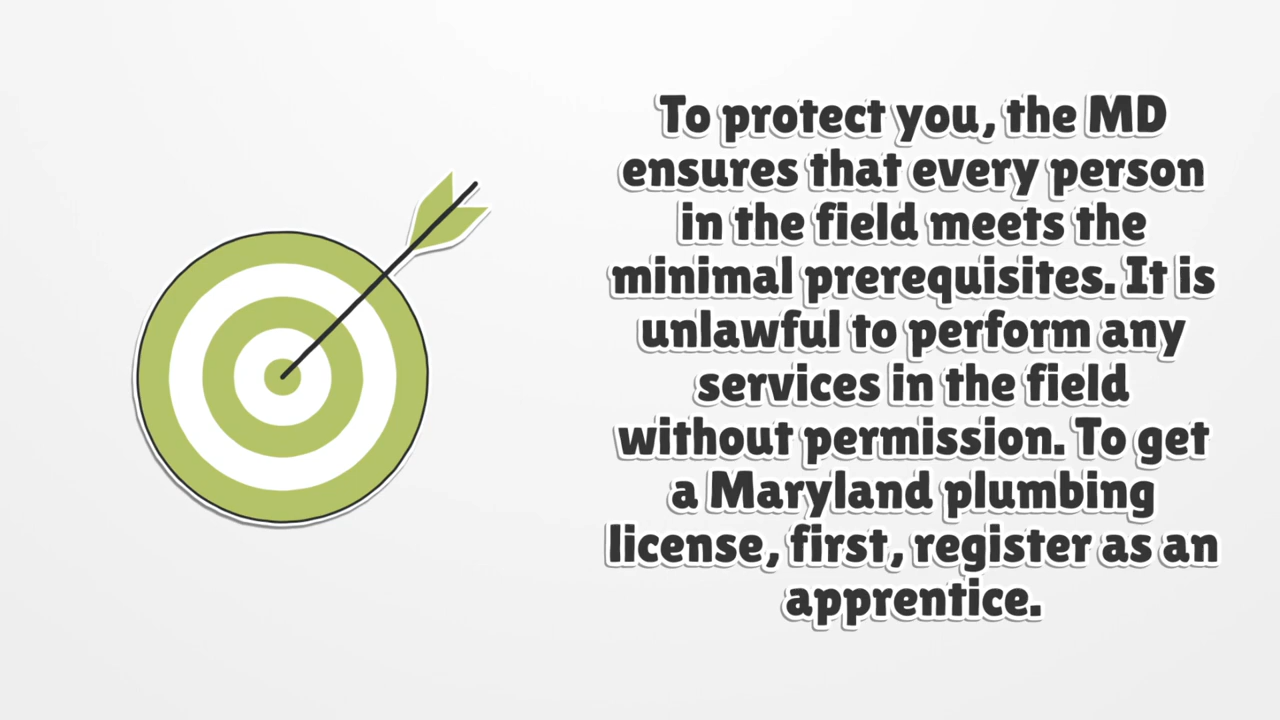 To protect you, the MD
ensures that every person
in the field meets the
minimal prerequisites. It is
unlawful to perform any
services in the field
without permission. To get
a Maryland plumbing
license, first, register as an
apprentice.